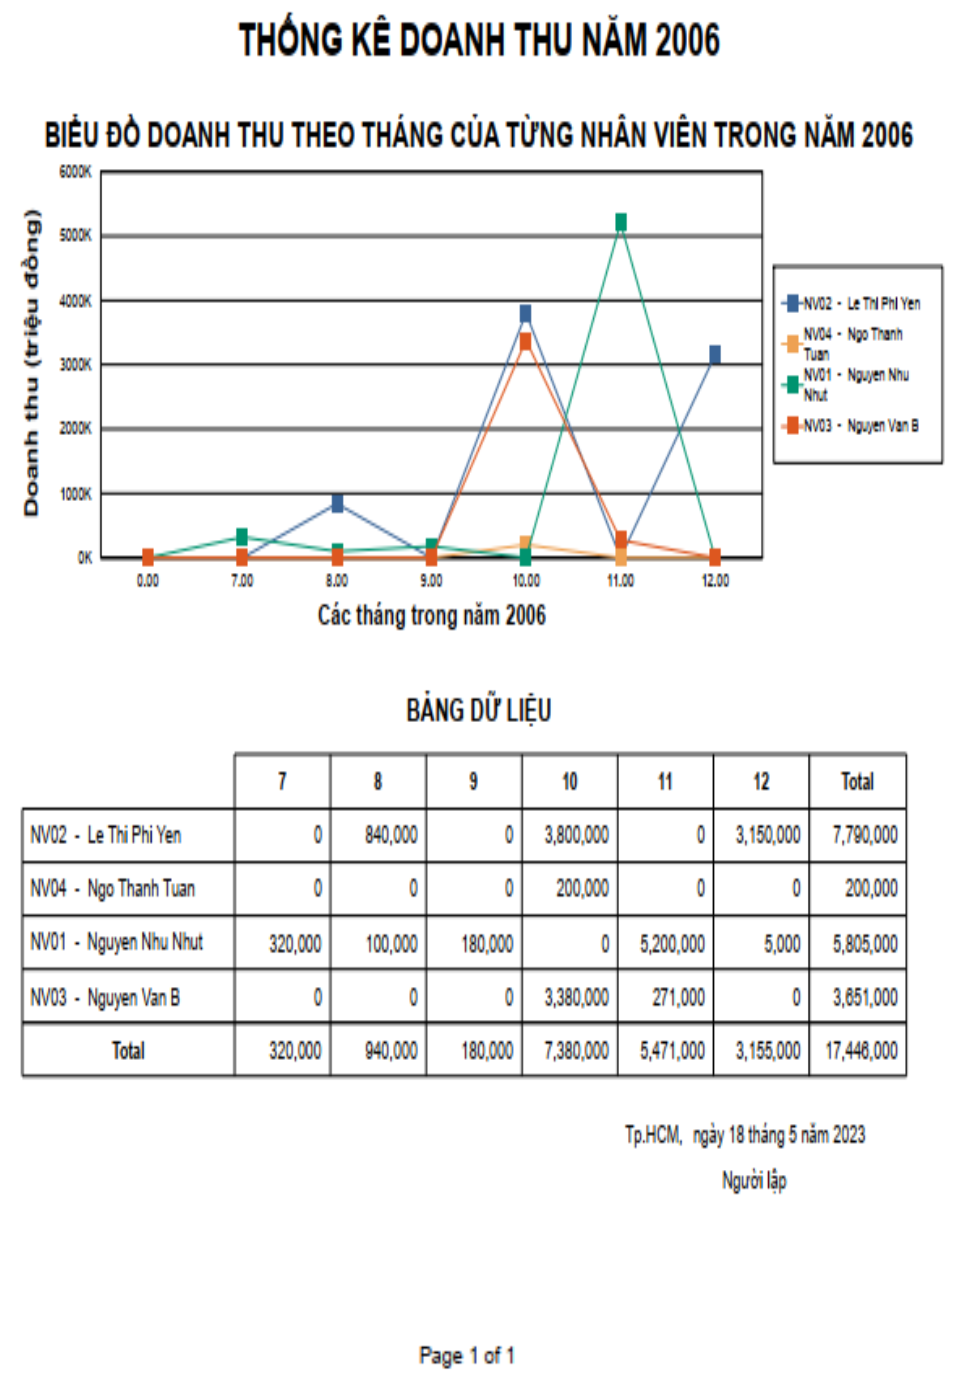 THỐNG KÊ DOANH THU NĂM 2006
BIỂU ĐỒ DOANH THU THEO THÁNG CỦA TỪNG NHÂN VIÊN TRONG NĂM 2006
Doanh thu (triệu đồng)
6000K
5000K
4000K
3000K
2000K
1000K
0K
0.00 7.00 8.00 9.00 10.00 11.00 12.00
Các tháng trong năm 2006
NV02 - Le Thi Phi Yen
NV04 - Ngo Thanh
Tuan
NV01 - Nguyen Nhu
Nhut
NV03 - Nguyen Van B
BẢNG DỮ LIỆU
7 8 9 10 11 12 Total
NV02 - Le Thi Phi Yen 0 840,000 0 3,800,000 0 3,150,000 7,790,000
NV04 - Ngo Thanh Tuan 0 0 0 200,000 0 0 200,000
NV01 - Nguyen Nhu Nhut 320,000 100,000 180,000 0 5,200,000 5,000 5,805,000
NV03 - Nguyen Van B 0 0 0 3,380,000 271,000 0 3,651,000
Total 320,000 940,000 180,000 7,380,000 5,471,000 3,155,000 17,446,000
Tp.HCM, ngày 18 tháng 5 năm 2023
Người lập
Page 1 of 1